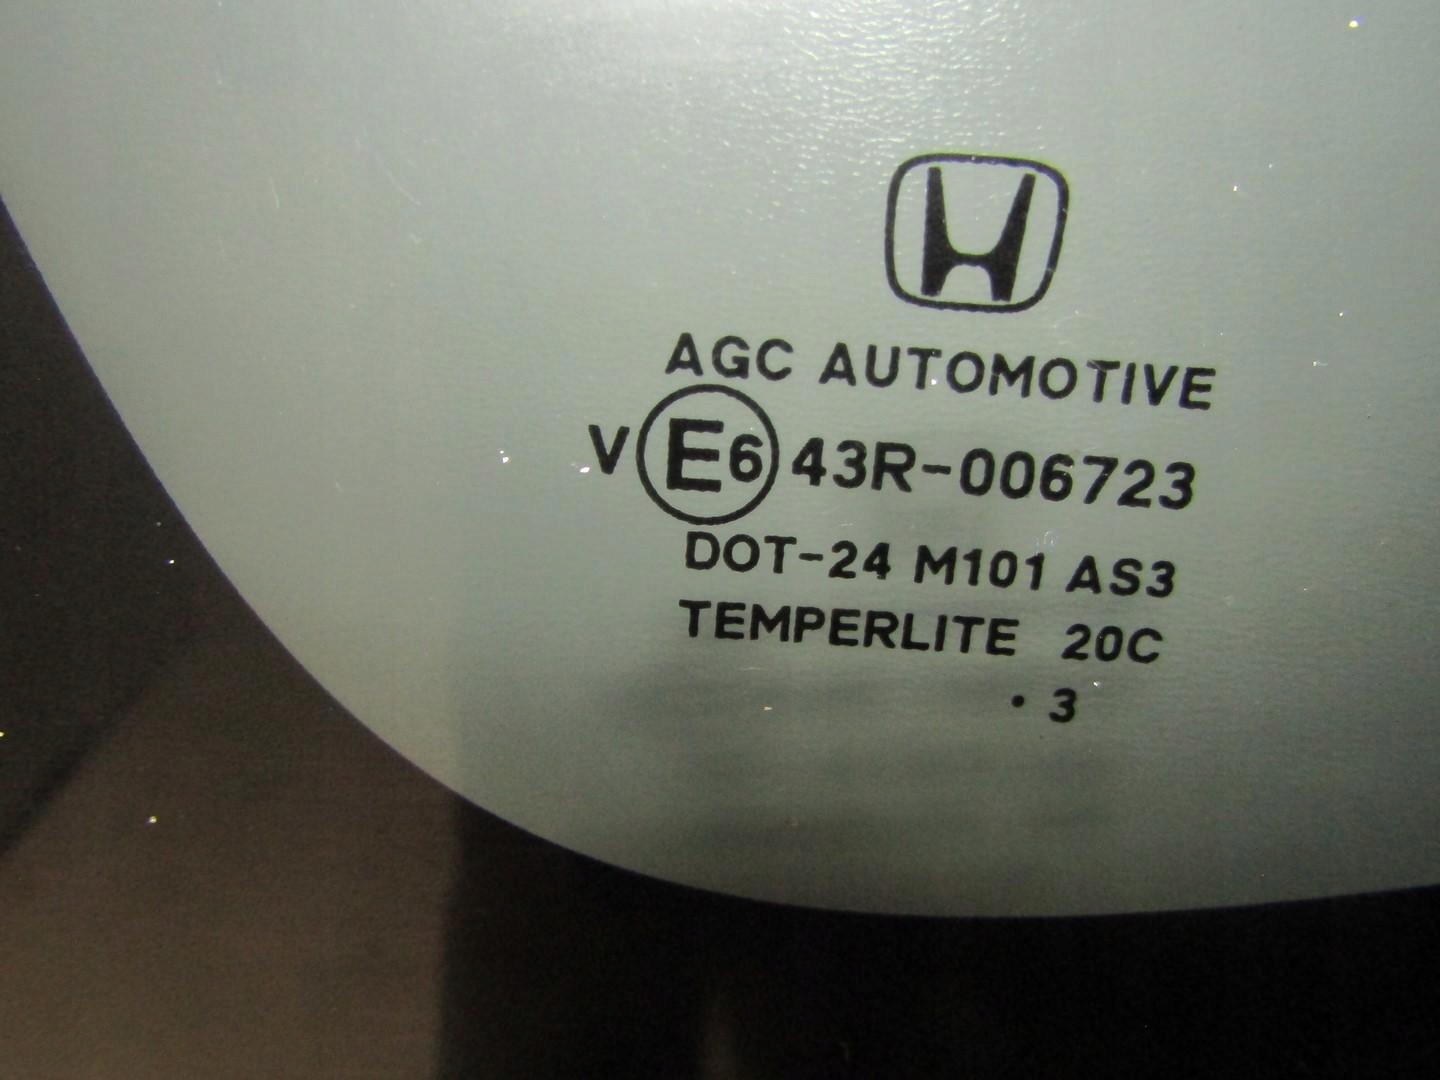 AGC AUTOMOTIVE
V E6 43R-006723
DOT-24 M101 AS3
TEMPERLITE 20C
· 3